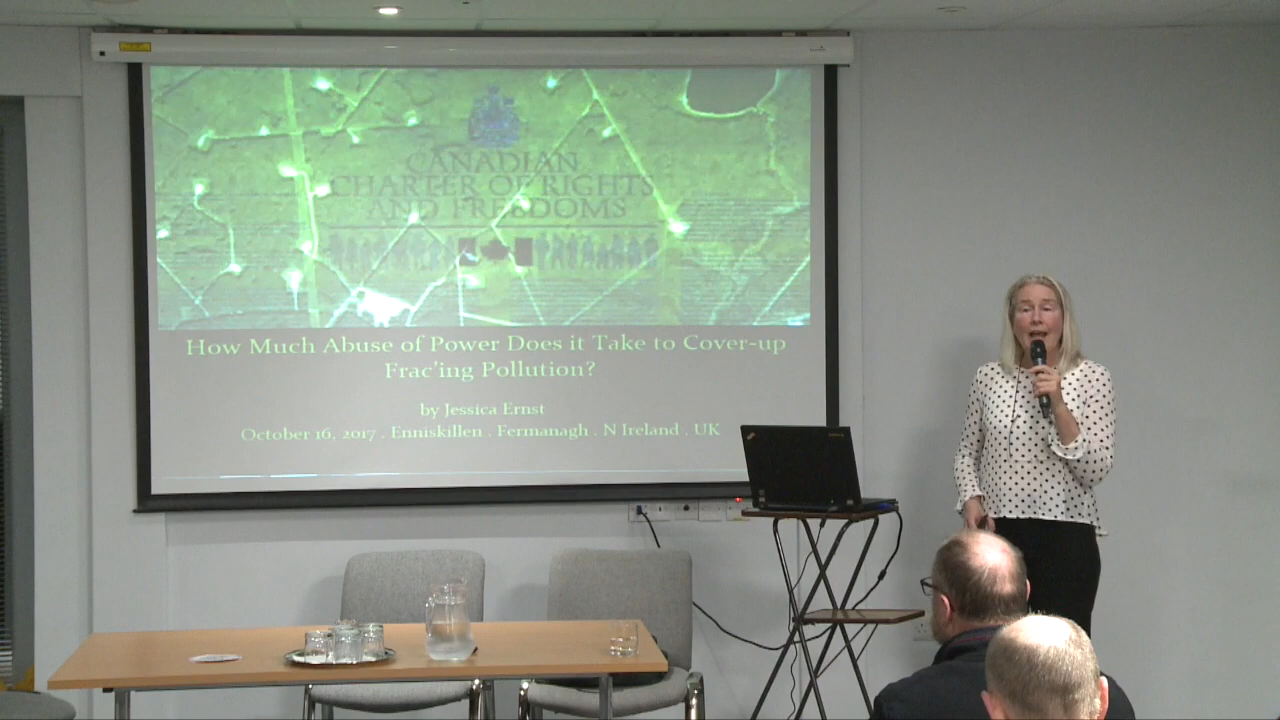 CANADIAN
CHARTER OF RIGHTS
AND FREEDOMS
How Much Abuse of Power Does it Take to Cover-up
Frac'ing Pollution?
by Jessica Ernst
October 16, 2017 . Enniskillen . Fermanagh . N Ireland . UK